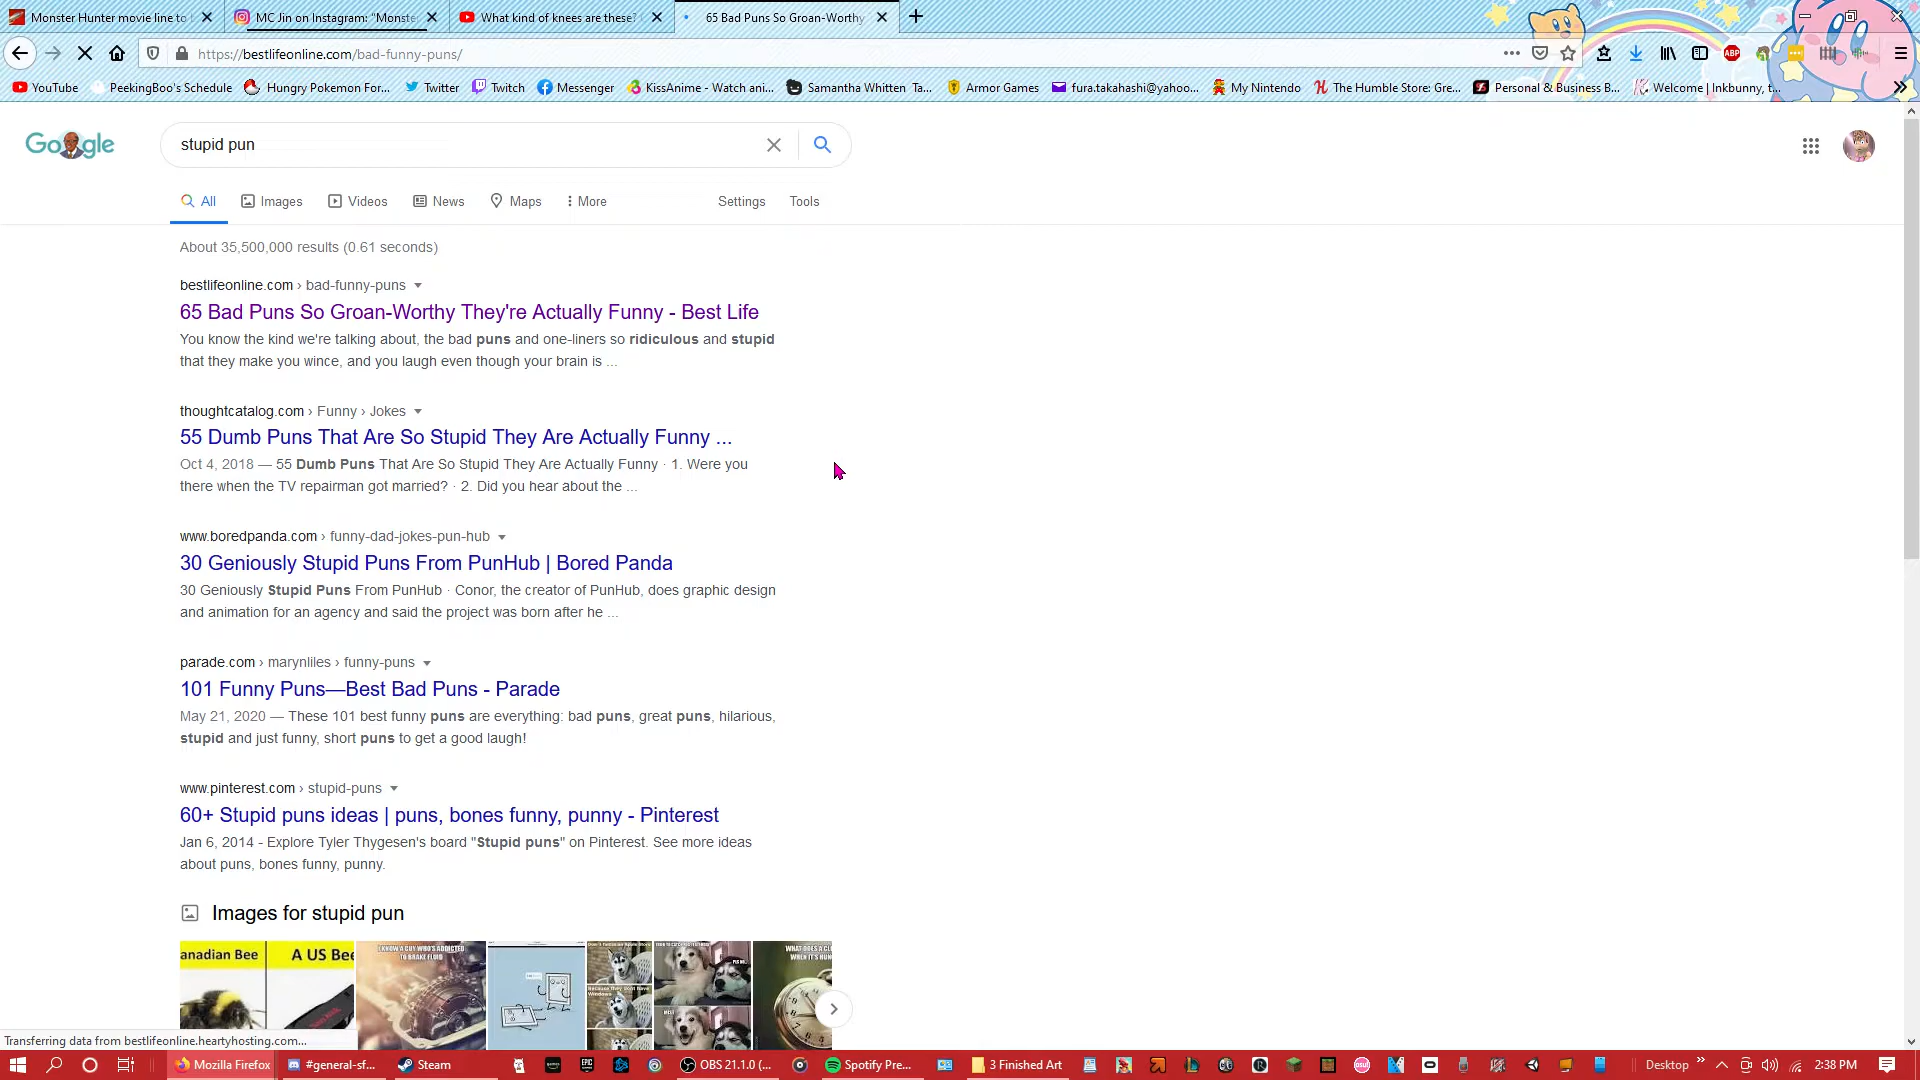 Monster Hunter movie line to b
MC Jin on Instagram: “Monste
What kind of knees are these?
65 Bad Puns So Groan-Worthy
https://bestlifeonline.com/bad-funny-puns/
YouTube
PeekingBoo's Schedule
Hungry Pokemon For...
Twitter
Twitch
Messenger
KissAnime - Watch ani...
Samantha Whitten Ta...
Armor Games
fura.takahashi@yahoo...
My Nintendo
The Humble Store: Gre...
Personal & Business B...
Welcome | Inkbunny, t...
Google
stupid pun
All
Images
Videos
News
Maps
More
Settings
Tools
About 35,500,000 results (0.61 seconds)
bestlifeonline.com › bad-funny-puns
65 Bad Puns So Groan-Worthy They're Actually Funny - Best Life
You know the kind we're talking about, the bad puns and one-liners so ridiculous and stupid
that they make you wince, and you laugh even though your brain is ...
thoughtcatalog.com › Funny › Jokes
55 Dumb Puns That Are So Stupid They Are Actually Funny ...
Oct 4, 2018 — 55 Dumb Puns That Are So Stupid They Are Actually Funny · 1. Were you
there when the TV repairman got married? · 2. Did you hear about the ...
www.boredpanda.com › funny-dad-jokes-pun-hub
30 Geniously Stupid Puns From PunHub | Bored Panda
30 Geniously Stupid Puns From PunHub · Conor, the creator of PunHub, does graphic design
and animation for an agency and said the project was born after he ...
parade.com › marynliles › funny-puns
101 Funny Puns—Best Bad Puns - Parade
May 21, 2020 — These 101 best funny puns are everything: bad puns, great puns, hilarious,
stupid and just funny, short puns to get a good laugh!
www.pinterest.com › stupid-puns
60+ Stupid puns ideas | puns, bones funny, punny - Pinterest
Jan 6, 2014 - Explore Tyler Thygesen's board "Stupid puns" on Pinterest. See more ideas
about puns, bones funny, punny.
Images for stupid pun
anadian Bee
A US Bee
I KNOW A GUY WHO'S ADDICTED
TO BRAKE FLUID
WHAT DOES A CL
WHEN IT'S HUN
Transferring data from bestlifeonline.heartyhosting.com...
Mozilla Firefox
#general-sf...
Steam
OBS 21.1.0 (...
Spotify Pre...
3 Finished Art
Desktop
2:38 PM